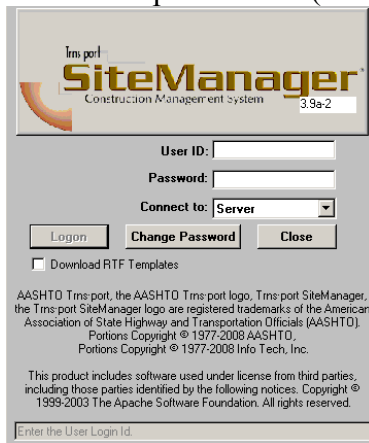 Trns·port
SiteManager
Construction Management System
3.9a-2
User ID:
Password:
Connect to: Server
Logon Change Password Close
Download RTF Templates
AASHTO Trns·port, the AASHTO Trns·port logo, Trns·port SiteManager,
the Trns·port SiteManager logo are registered trademarks of the American
Association of State Highway and Transportation Officials (AASHTO).
Portions Copyright © 1977-2008 AASHTO,
Portions Copyright © 1977-2008 Info Tech, Inc.
This product includes software used under license from third parties,
including those parties identified by the following notices. Copyright ©
1999-2003 The Apache Software Foundation. All rights reserved.
Enter the User Login Id.